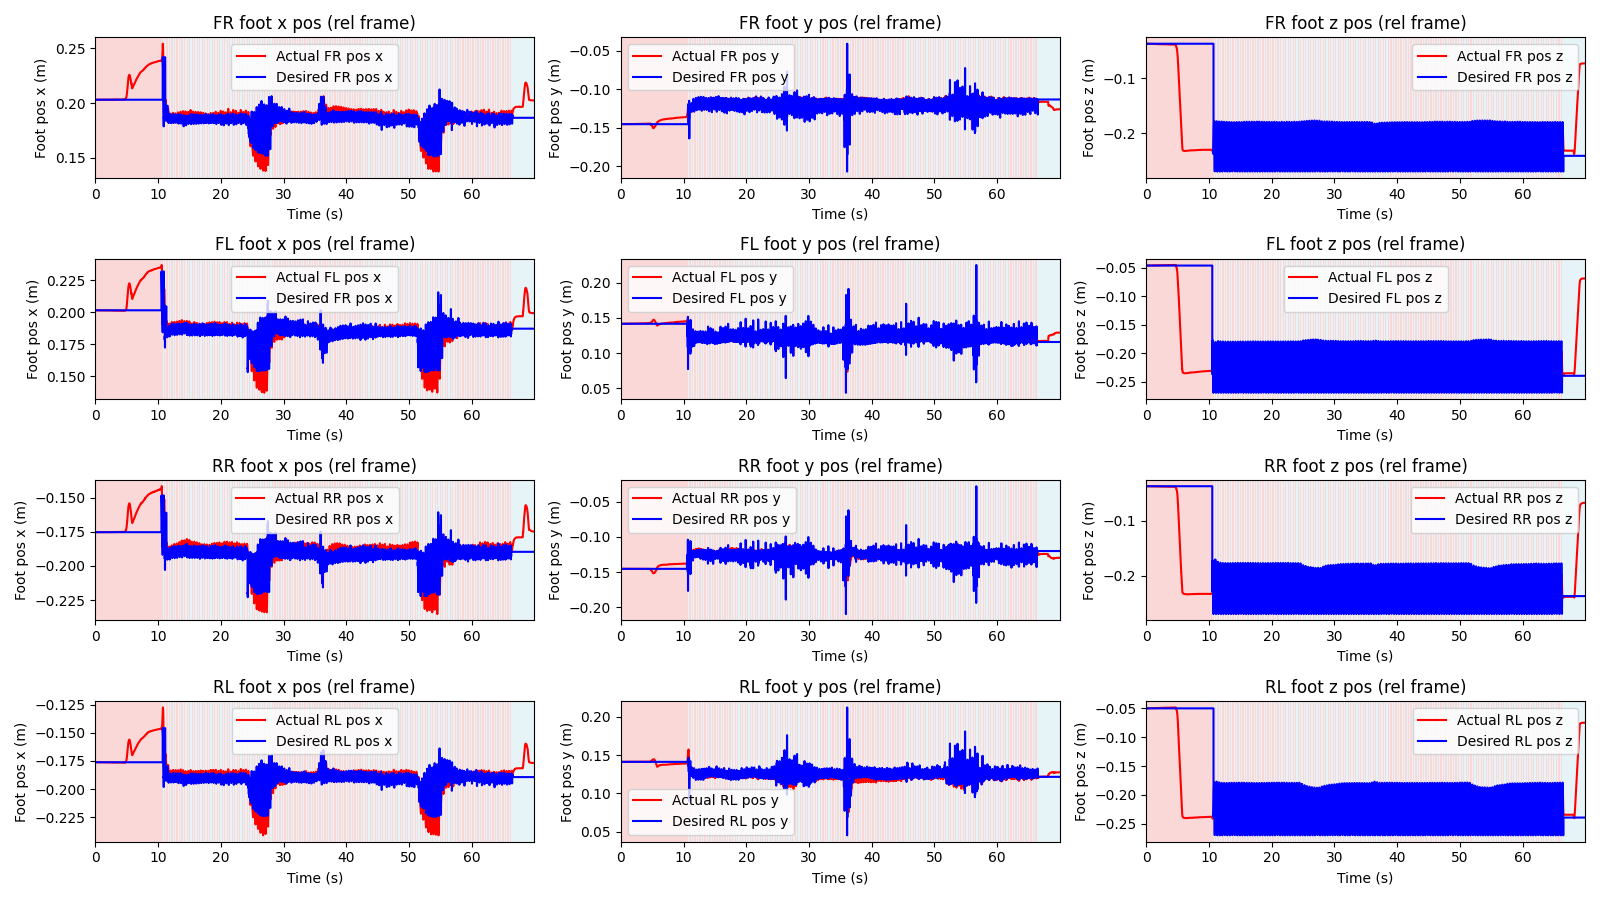 FR foot x pos (rel frame)
Foot pos x (m)
0.25
0.20
0.15
Actual FR pos x
Desired FR pos x
0 10 20 30 40 50 60
Time (s)
FR foot y pos (rel frame)
Foot pos y (m)
−0.05
−0.10
−0.15
−0.20
Actual FR pos y
Desired FR pos y
0 10 20 30 40 50 60
Time (s)
FR foot z pos (rel frame)
Foot pos z (m)
−0.1
−0.2
Actual FR pos z
Desired FR pos z
0 10 20 30 40 50 60
Time (s)
FL foot x pos (rel frame)
Foot pos x (m)
0.225
0.200
0.175
0.150
Actual FL pos x
Desired FR pos x
0 10 20 30 40 50 60
Time (s)
FL foot y pos (rel frame)
Foot pos y (m)
0.20
0.15
0.10
0.05
Actual FL pos y
Desired FL pos y
0 10 20 30 40 50 60
Time (s)
FL foot z pos (rel frame)
Foot pos z (m)
−0.05
−0.10
−0.15
−0.20
−0.25
Actual FL pos z
Desired FL pos z
0 10 20 30 40 50 60
Time (s)
RR foot x pos (rel frame)
Foot pos x (m)
−0.150
−0.175
−0.200
−0.225
Actual RR pos x
Desired RR pos x
0 10 20 30 40 50 60
Time (s)
RR foot y pos (rel frame)
Foot pos y (m)
−0.05
−0.10
−0.15
−0.20
Actual RR pos y
Desired RR pos y
0 10 20 30 40 50 60
Time (s)
RR foot z pos (rel frame)
Foot pos z (m)
−0.1
−0.2
Actual RR pos z
Desired RR pos z
0 10 20 30 40 50 60
Time (s)
RL foot x pos (rel frame)
Foot pos x (m)
−0.125
−0.150
−0.175
−0.200
−0.225
Actual RL pos x
Desired RL pos x
0 10 20 30 40 50 60
Time (s)
RL foot y pos (rel frame)
Foot pos y (m)
0.20
0.15
0.10
0.05
Actual RL pos y
Desired RL pos y
0 10 20 30 40 50 60
Time (s)
RL foot z pos (rel frame)
Foot pos z (m)
−0.05
−0.10
−0.15
−0.20
−0.25
Actual RL pos z
Desired RL pos z
0 10 20 30 40 50 60
Time (s)